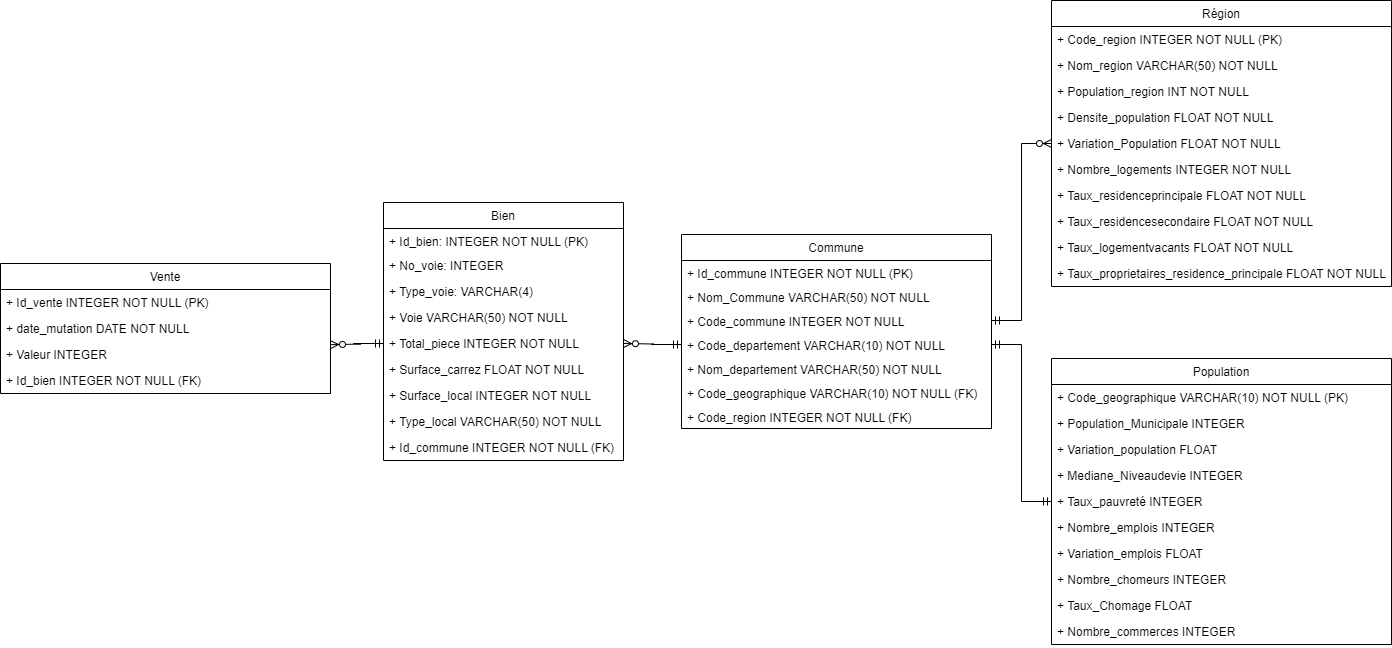 Vente
+ Id_vente INTEGER NOT NULL (PK)
+ date_mutation DATE NOT NULL
+ Valeur INTEGER
+ Id_bien INTEGER NOT NULL (FK)
Bien
+ Id_bien: INTEGER NOT NULL (PK)
+ No_voie: INTEGER
+ Type_voie: VARCHAR(4)
+ Voie VARCHAR(50) NOT NULL
+ Total_piece INTEGER NOT NULL
+ Surface_carrez FLOAT NOT NULL
+ Surface_local INTEGER NOT NULL
+ Type_local VARCHAR(50) NOT NULL
+ Id_commune INTEGER NOT NULL (FK)
Commune
+ Id_commune INTEGER NOT NULL (PK)
+ Nom_Commune VARCHAR(50) NOT NULL
+ Code_commune INTEGER NOT NULL
+ Code_departement VARCHAR(10) NOT NULL
+ Nom_departement VARCHAR(50) NOT NULL
+ Code_geographique VARCHAR(10) NOT NULL (FK)
+ Code_region INTEGER NOT NULL (FK)
Région
+ Code_region INTEGER NOT NULL (PK)
+ Nom_region VARCHAR(50) NOT NULL
+ Population_region INT NOT NULL
+ Densite_population FLOAT NOT NULL
+ Variation_Population FLOAT NOT NULL
+ Nombre_logements INTEGER NOT NULL
+ Taux_residenceprincipale FLOAT NOT NULL
+ Taux_residencesecondaire FLOAT NOT NULL
+ Taux_logementvacants FLOAT NOT NULL
+ Taux_proprietaires_residence_principale FLOAT NOT NULL
Population
+ Code_geographique VARCHAR(10) NOT NULL (PK)
+ Population_Municipale INTEGER
+ Variation_population FLOAT
+ Mediane_Niveaudevie INTEGER
+ Taux_pauvreté INTEGER
+ Nombre_emplois INTEGER
+ Variation_emplois FLOAT
+ Nombre_chomeurs INTEGER
+ Taux_Chomage FLOAT
+ Nombre_commerces INTEGER